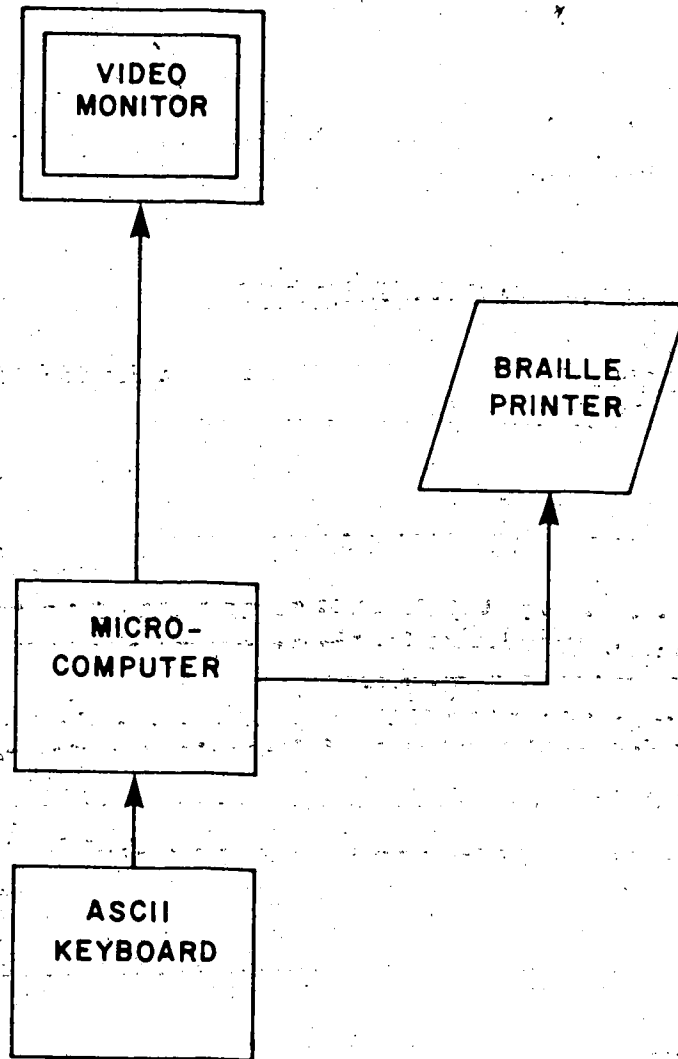 VIDEO
MONITOR
BRAILLE
PRINTER
MICRO-
COMPUTER
ASCII
KEYBOARD